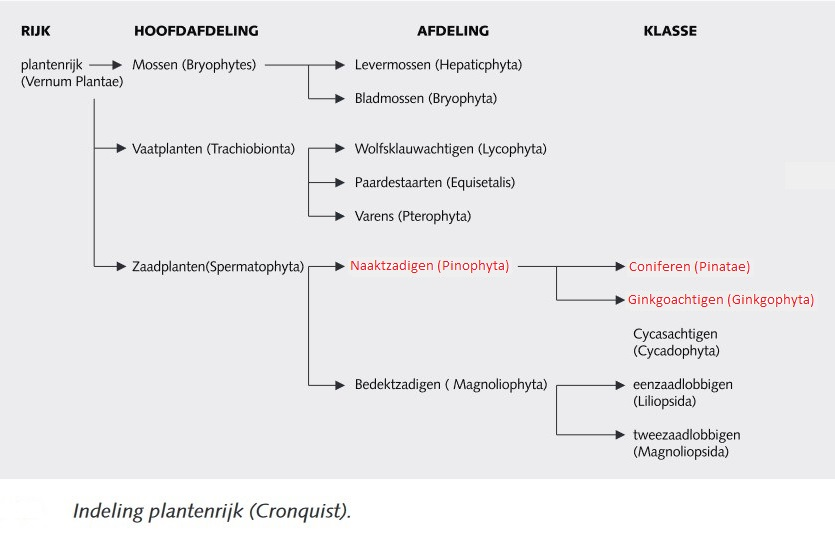 RIJK HOOFDAFDELING AFDELING KLASSE
plantenrijk Mossen (Bryophytes) Levermossen (Hepaticphyta)
(Vernum Plantae)
Bladmossen (Bryophyta)
Vaatplanten (Trachiobionta) Wolfsklauwachtigen (Lycophyta)
Paardestaarten (Equisetalis)
Varens (Pterophyta)
Zaadplanten(Spermatophyta) Naaktzadigen (Pinophyta) Coniferen (Pinatae)
Ginkgoachtigen (Ginkgophyta)
Cycasachtigen
(Cycadophyta)
Bedektzadigen ( Magnoliophyta) eenzaadlobbigen
(Liliopsida)
tweezaadlobbigen
(Magnoliopsida)
Indeling plantenrijk (Cronquist).